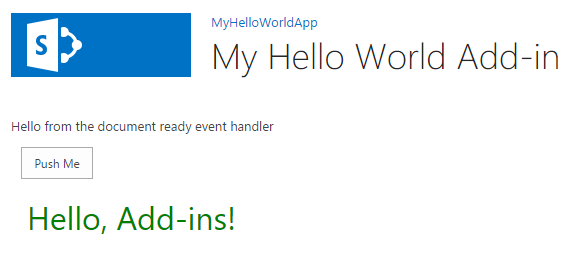 S
MyHelloWorldApp
My Hello World Add-in
Hello from the document ready event handler
Push Me
Hello, Add-ins!